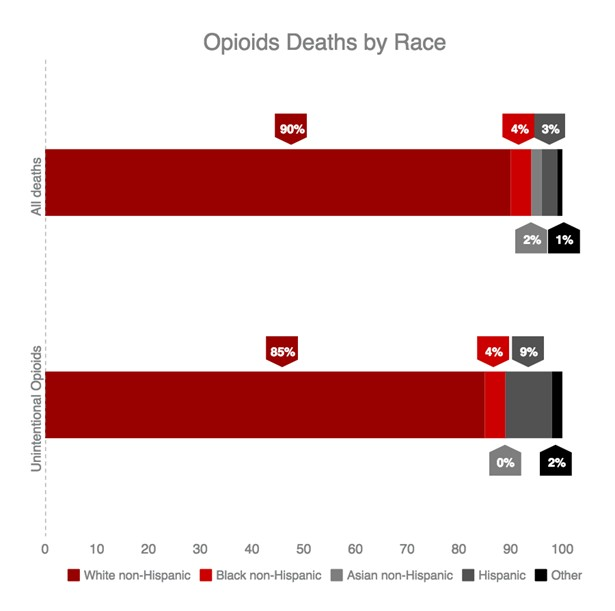 Opioids Deaths by Race
All deaths
90%
4%
3%
2%
1%
Unintentional Opioids
85%
4%
9%
0%
2%
0 10 20 30 40 50 60 70 80 90 100
White non-Hispanic Black non-Hispanic Asian non-Hispanic Hispanic Other